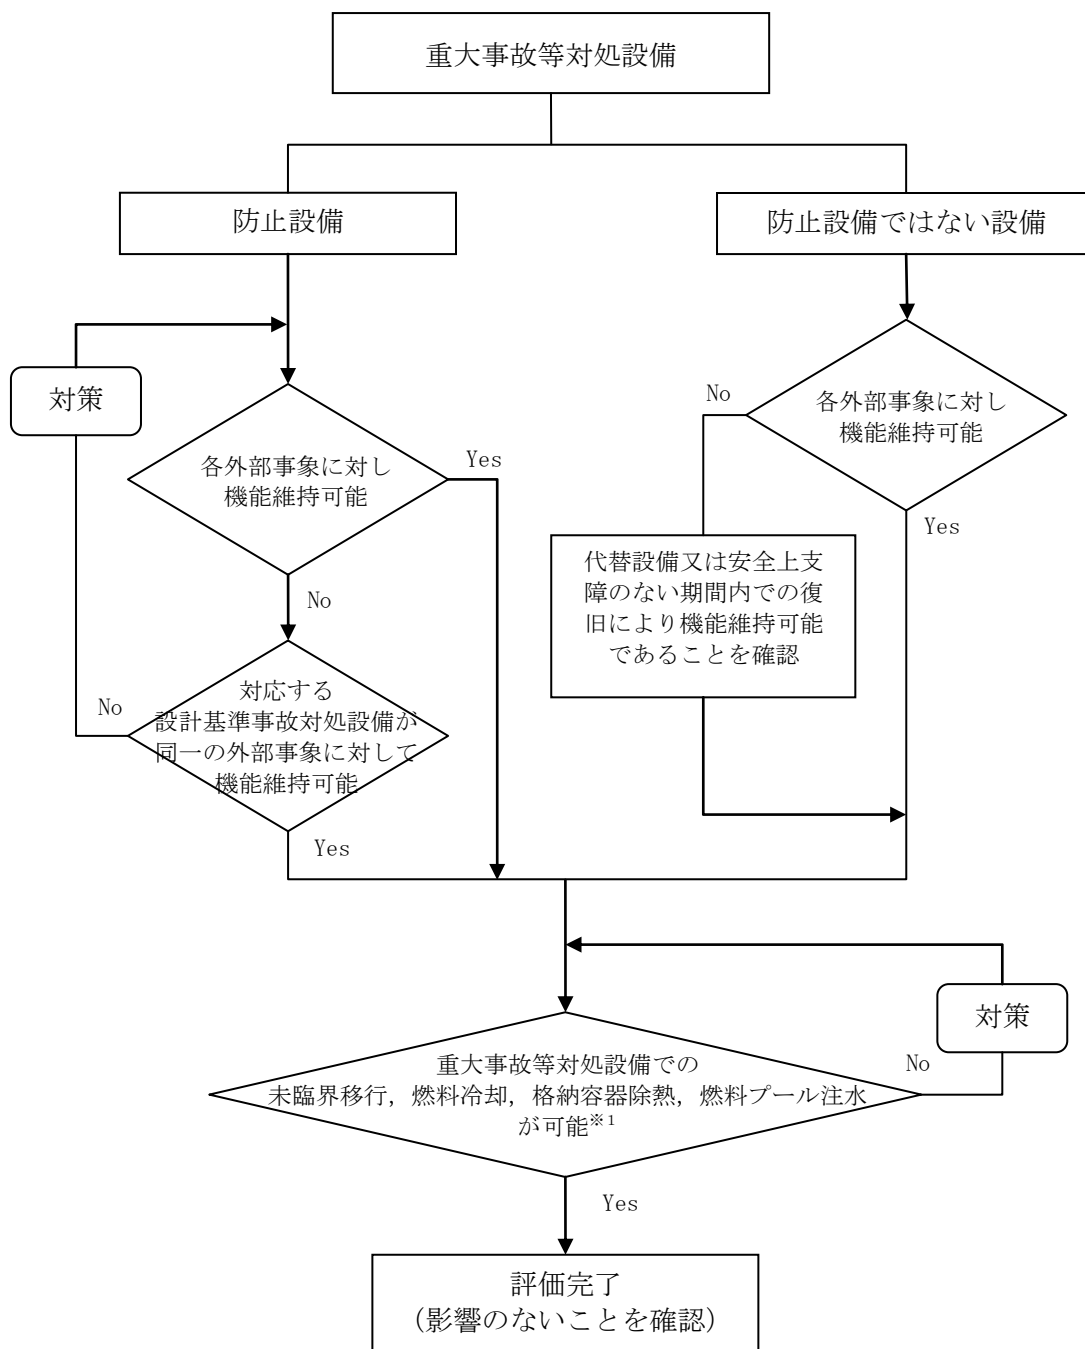 重大事故等対処設備
防止設備
防止設備ではない設備
対策
各外部事象に対し
機能維持可能
Yes
No
対応する
設計基準事故対処設備が
同一の外部事象に対して
機能維持可能
No
Yes
各外部事象に対し
機能維持可能
No
Yes
代替設備又は安全上支
障のない期間内での復
旧により機能維持可能
であることを確認
対策
重大事故等対処設備での
未臨界移行，燃料冷却，格納容器除熱，燃料プール注水
が可能※1
No
Yes
評価完了
（影響のないことを確認）